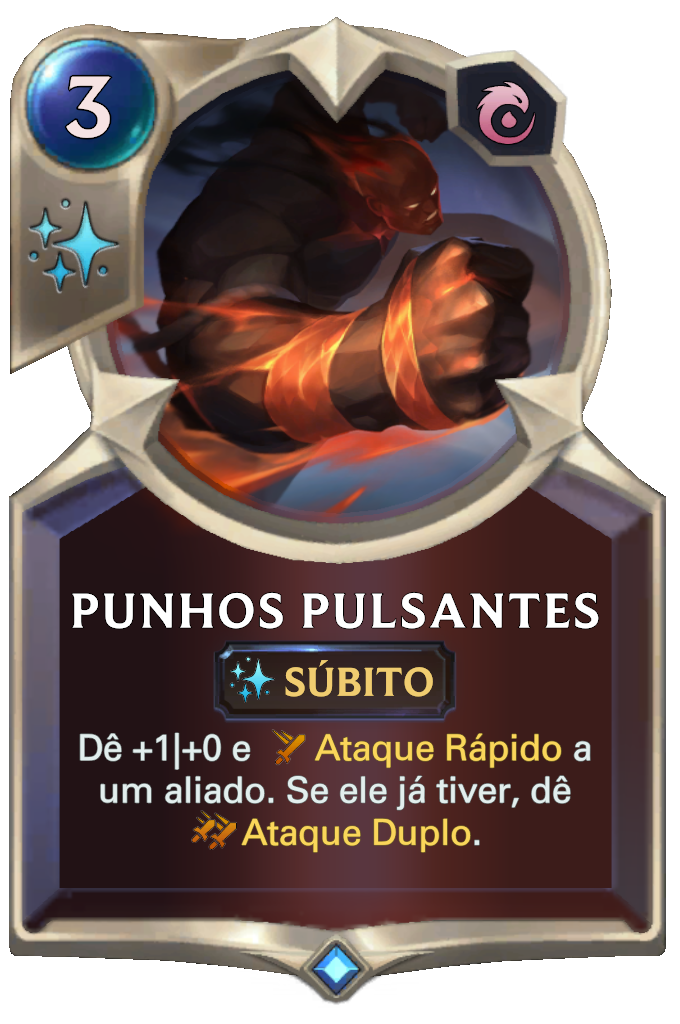 3
PUNHOS PULSANTES
SÚBITO
Dê +1|+0 e Ataque Rápido a
um aliado. Se ele já tiver, dê
Ataque Duplo.